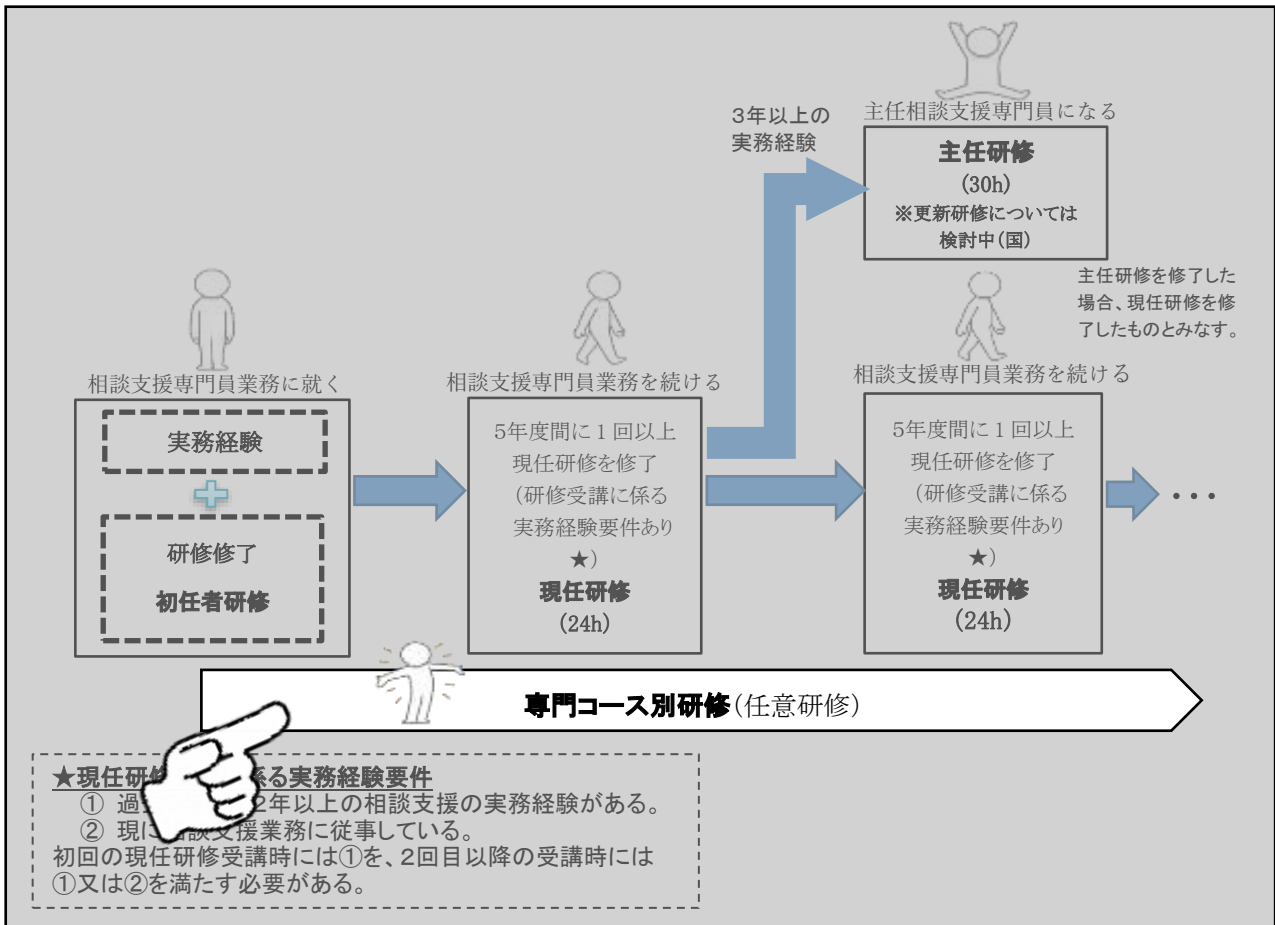 3年以上の
実務経験
主任相談支援専門員になる
主任研修
(30h)
※更新研修については
検討中(国)
主任研修を修了した
場合、現任研修を修
了したものとみなす。
相談支援専門員業務に就く
実務経験
研修修了
初任者研修
相談支援専門員業務を続ける
5年度間に1回以上
現任研修を修了
(研修受講に係る
実務経験要件あり
★)
現任研修
(24h)
相談支援専門員業務を続ける
5年度間に1回以上
現任研修を修了
(研修受講に係る
実務経験要件あり
★)
現任研修
(24h)
・・・
専門コース別研修(任意研修)
★現任研 係る実務経験要件
① 過 2年以上の相談支援の実務経験がある。
② 現に相談支援業務に従事している。
初回の現任研修受講時には①を、2回目以降の受講時には
①又は②を満たす必要がある。